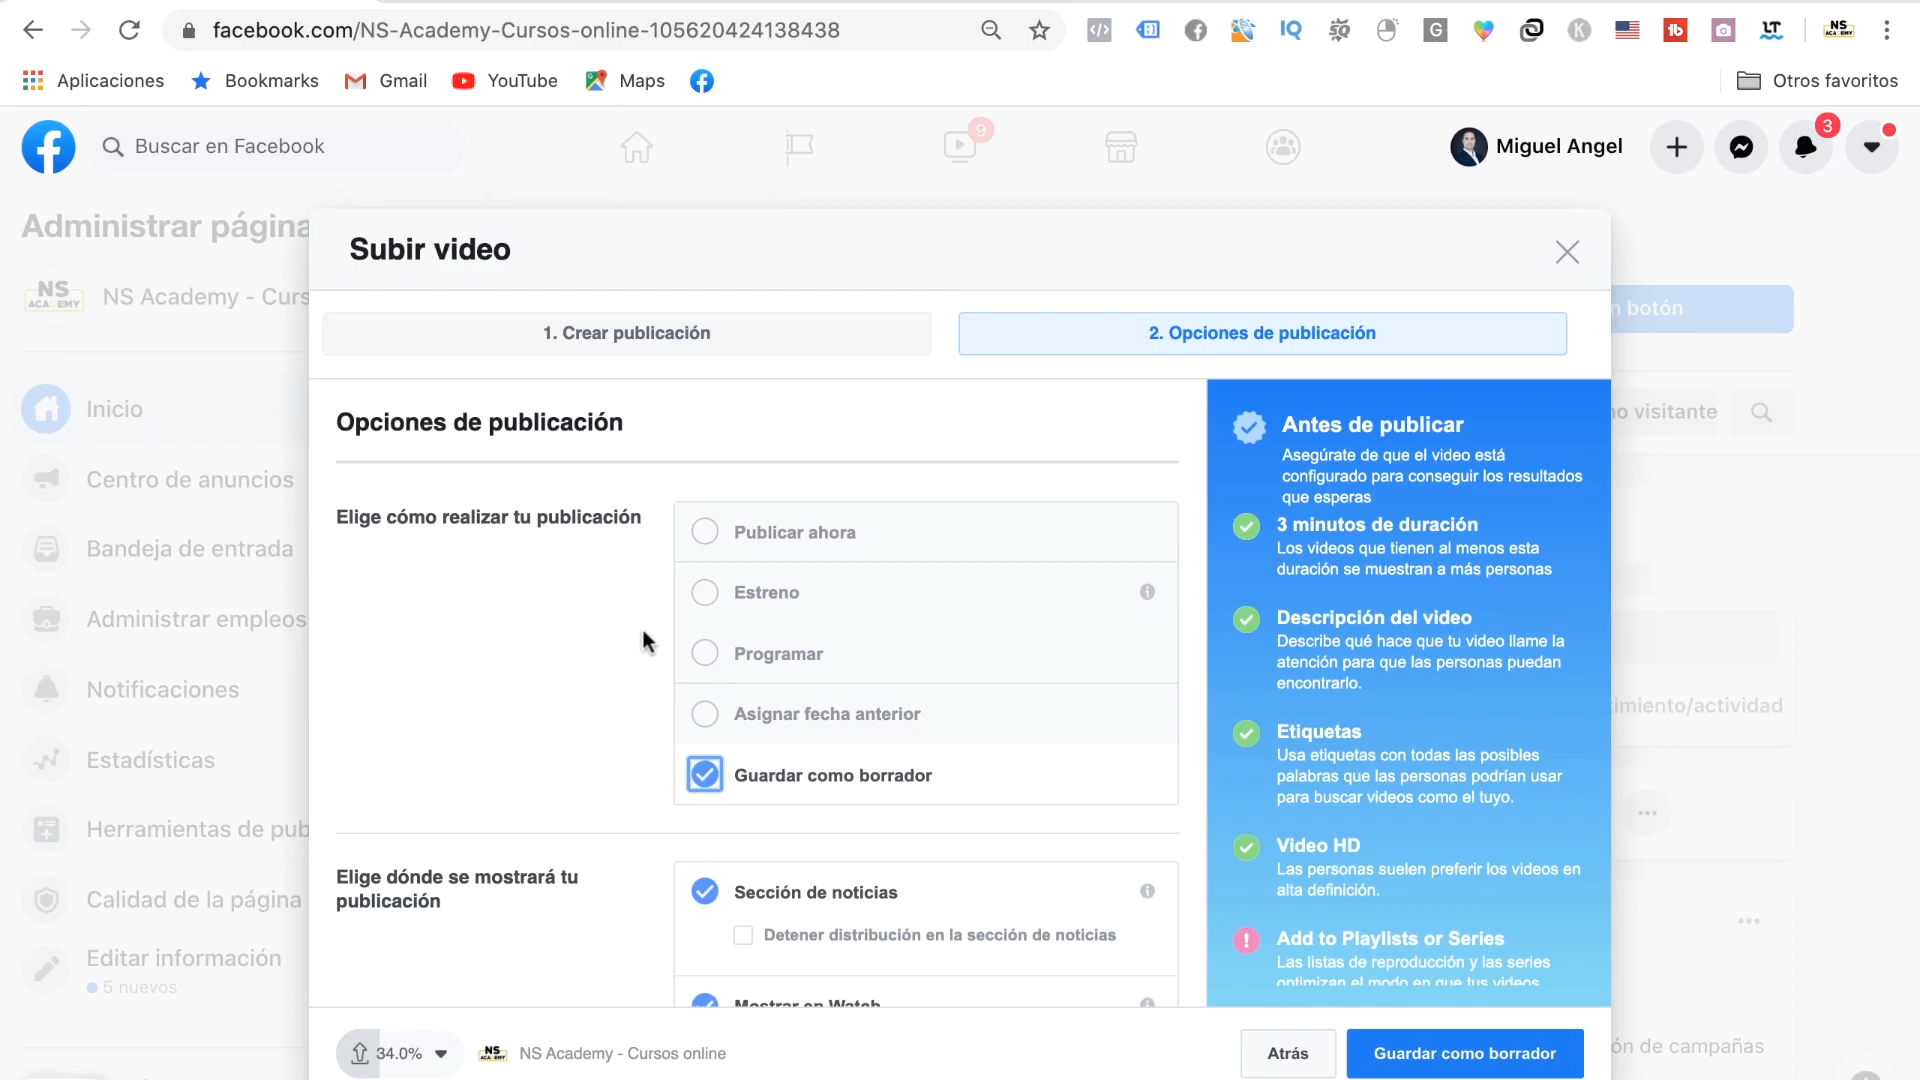 facebook.com/NS-Academy-Cursos-online-105620424138438
Aplicaciones
Bookmarks
Gmail
YouTube
Maps
Otros favoritos
Buscar en Facebook
9
Miguel Angel
3
Administrar página
NS Academy - Curs
Inicio
Centro de anuncios
Bandeja de entrada
Administrar empleos
Notificaciones
Estadísticas
Herramientas de pub
Calidad de la página
Editar información
5 nuevos
Subir video
1. Crear publicación
2. Opciones de publicación
Opciones de publicación
Elige cómo realizar tu publicación
Publicar ahora
Estreno
Programar
Asignar fecha anterior
Guardar como borrador
Elige dónde se mostrará tu
publicación
Sección de noticias
Detener distribución en la sección de noticias
Mostrar en Watch
Antes de publicar
Asegúrate de que el video está
configurado para conseguir los resultados
que esperas
3 minutos de duración
Los videos que tienen al menos esta
duración se muestran a más personas
Descripción del video
Describe qué hace que tu video llame la
atención para que las personas puedan
encontrarlo.
Etiquetas
Usa etiquetas con todas las posibles
palabras que las personas podrían usar
para buscar videos como el tuyo.
Video HD
Las personas suelen preferir los videos en
alta definición.
Add to Playlists or Series
Las listas de reproducción y las series
optimizan el modo en que tus videos
34.0%
NS Academy - Cursos online
Atrás
Guardar como borrador
n botón
no visitante
imiento/actividad
ón de campañas